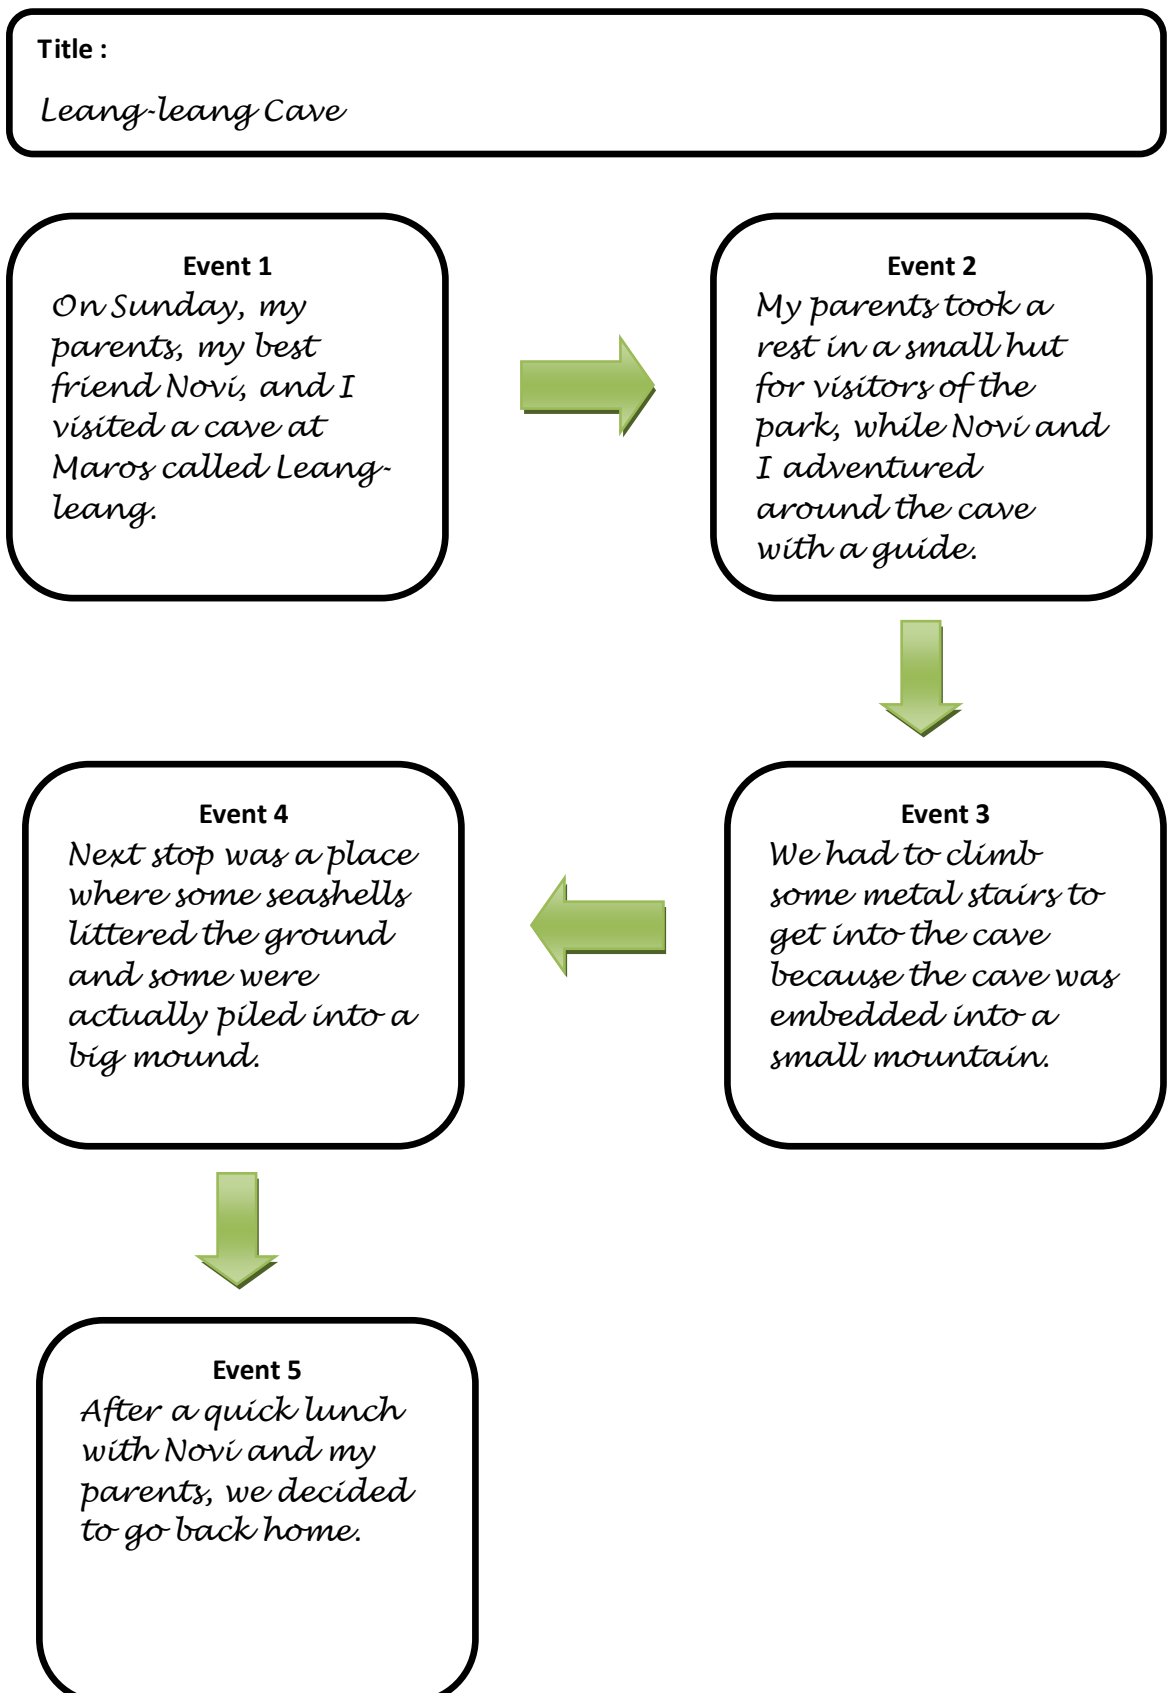 Title :
Leang-leang Cave
Event 1
On Sunday, my
parents, my best
friend Novi, and I
visited a cave at
Maros called Leang-
leang.
Event 2
My parents took a
rest in a small hut
for visitors of the
park, while Novi and
I adventured
around the cave
with a guide.
Event 3
We had to climb
some metal stairs to
get into the cave
because the cave was
embedded into a
small mountain.
Event 4
Next stop was a place
where some seashells
littered the ground
and some were
actually piled into a
big mound.
Event 5
After a quick lunch
with Novi and my
parents, we decided
to go back home.